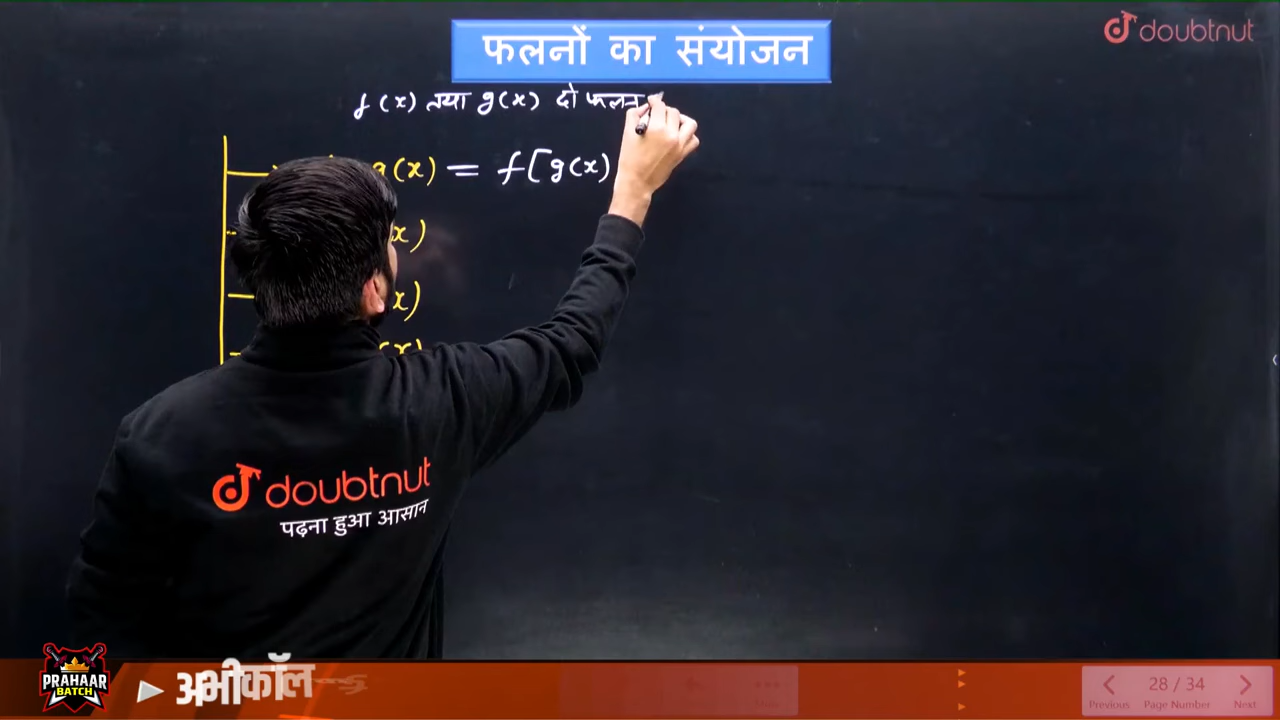 फलनों का संयोजन
doubtnut
f(x) तथा g(x) दो फलन
g(x) = f[g(x)
x)
x)
(x)
doubtnut
पढ़ना हुआ आसान
PRAHAAR
BATCH
अभी कॉल
28 / 34
Previous Page Number Next